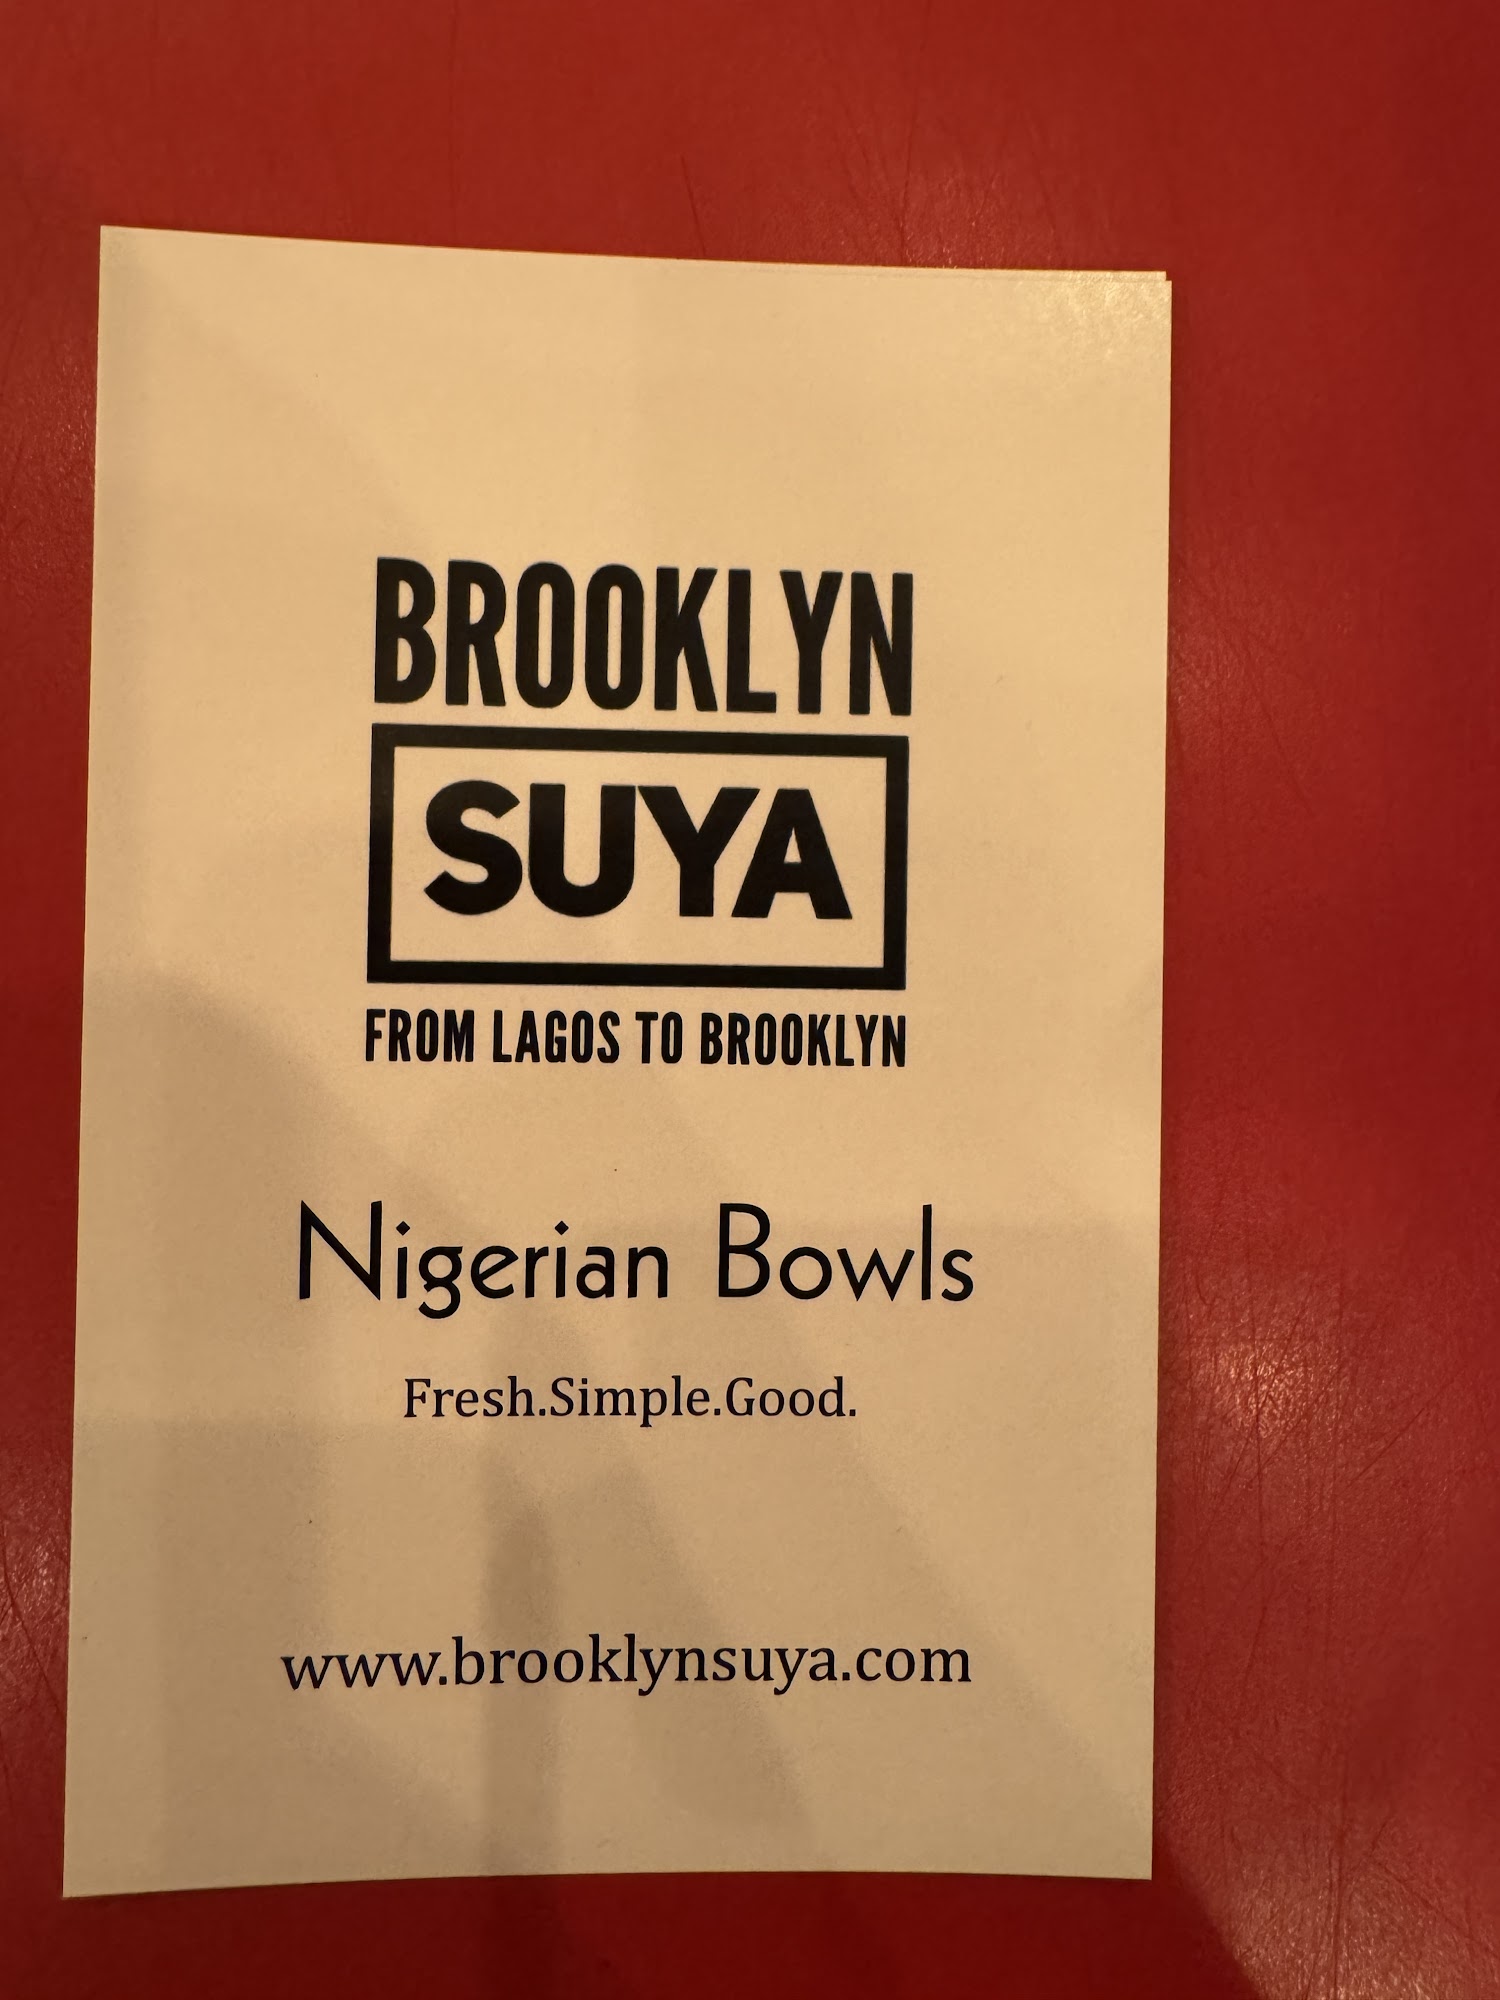 BROOKLYN
SUYA
FROM LAGOS TO BROOKLYN
Nigerian Bowls
Fresh.Simple.Good.
www.brooklynsuya.com